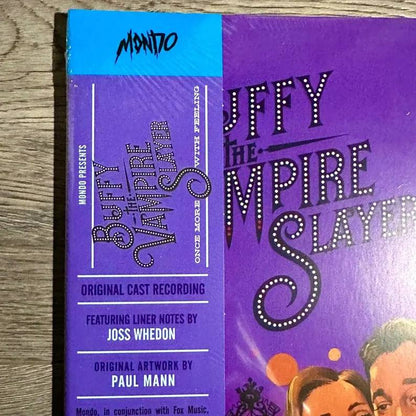 MONDO
MONDO PRESENTS
BUFFY
THE
VAMPIRE
SLAYER
ONCE MORE WITH FEELING
ORIGINAL CAST RECORDING
FEATURING LINER NOTES BY
JOSS WHEDON
ORIGINAL ARTWORK BY
PAUL MANN
Mondo, in conjunction with Fox Music,
UFFY
THE
MPIRE
SLAYER